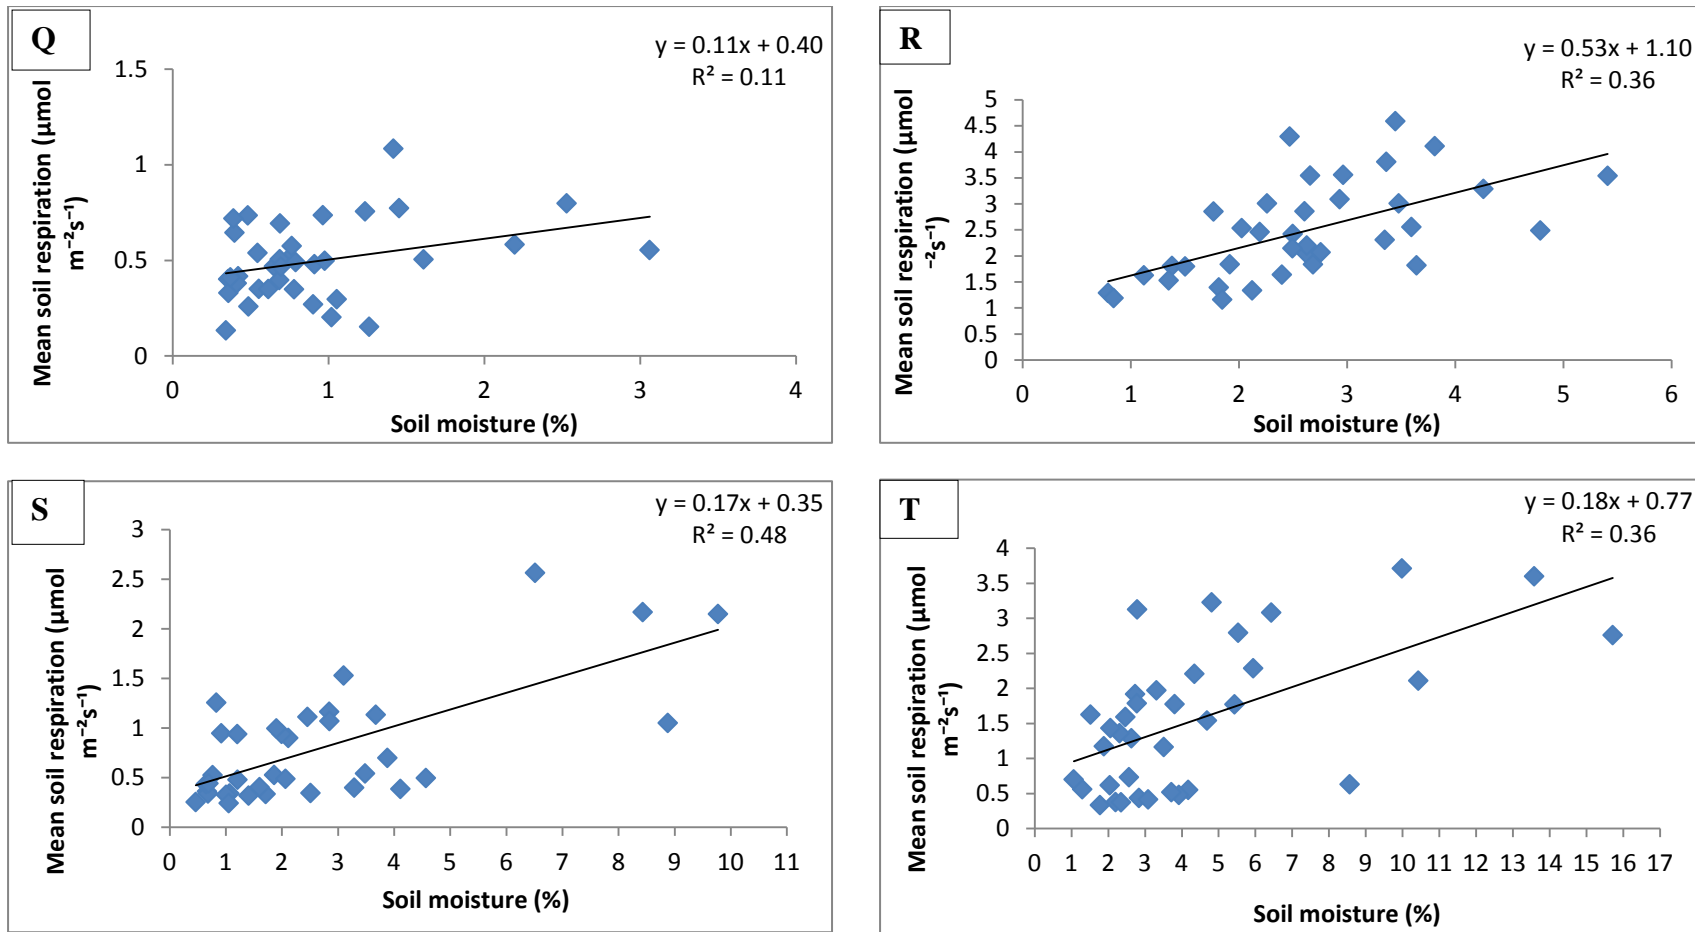 Q
y = 0.11x + 0.40
R² = 0.11
Mean soil respiration (µmol
m⁻²s⁻¹)
1.5
1
0.5
0
0 1 2 3 4
Soil moisture (%)
R
y = 0.53x + 1.10
R² = 0.36
Mean soil respiration (µmol
⁻²s⁻¹)
5
4.5
4
3.5
3
2.5
2
1.5
1
0.5
0
0 1 2 3 4 5 6
Soil moisture (%)
S
y = 0.17x + 0.35
R² = 0.48
Mean soil respiration (µmol
m⁻²s⁻¹)
3
2.5
2
1.5
1
0.5
0
0 1 2 3 4 5 6 7 8 9 10 11
Soil moisture (%)
T
y = 0.18x + 0.77
R² = 0.36
Mean soil respiration (µmol
m⁻²s⁻¹)
4
3.5
3
2.5
2
1.5
1
0.5
0
0 1 2 3 4 5 6 7 8 9 10 11 12 13 14 15 16 17
Soil moisture (%)